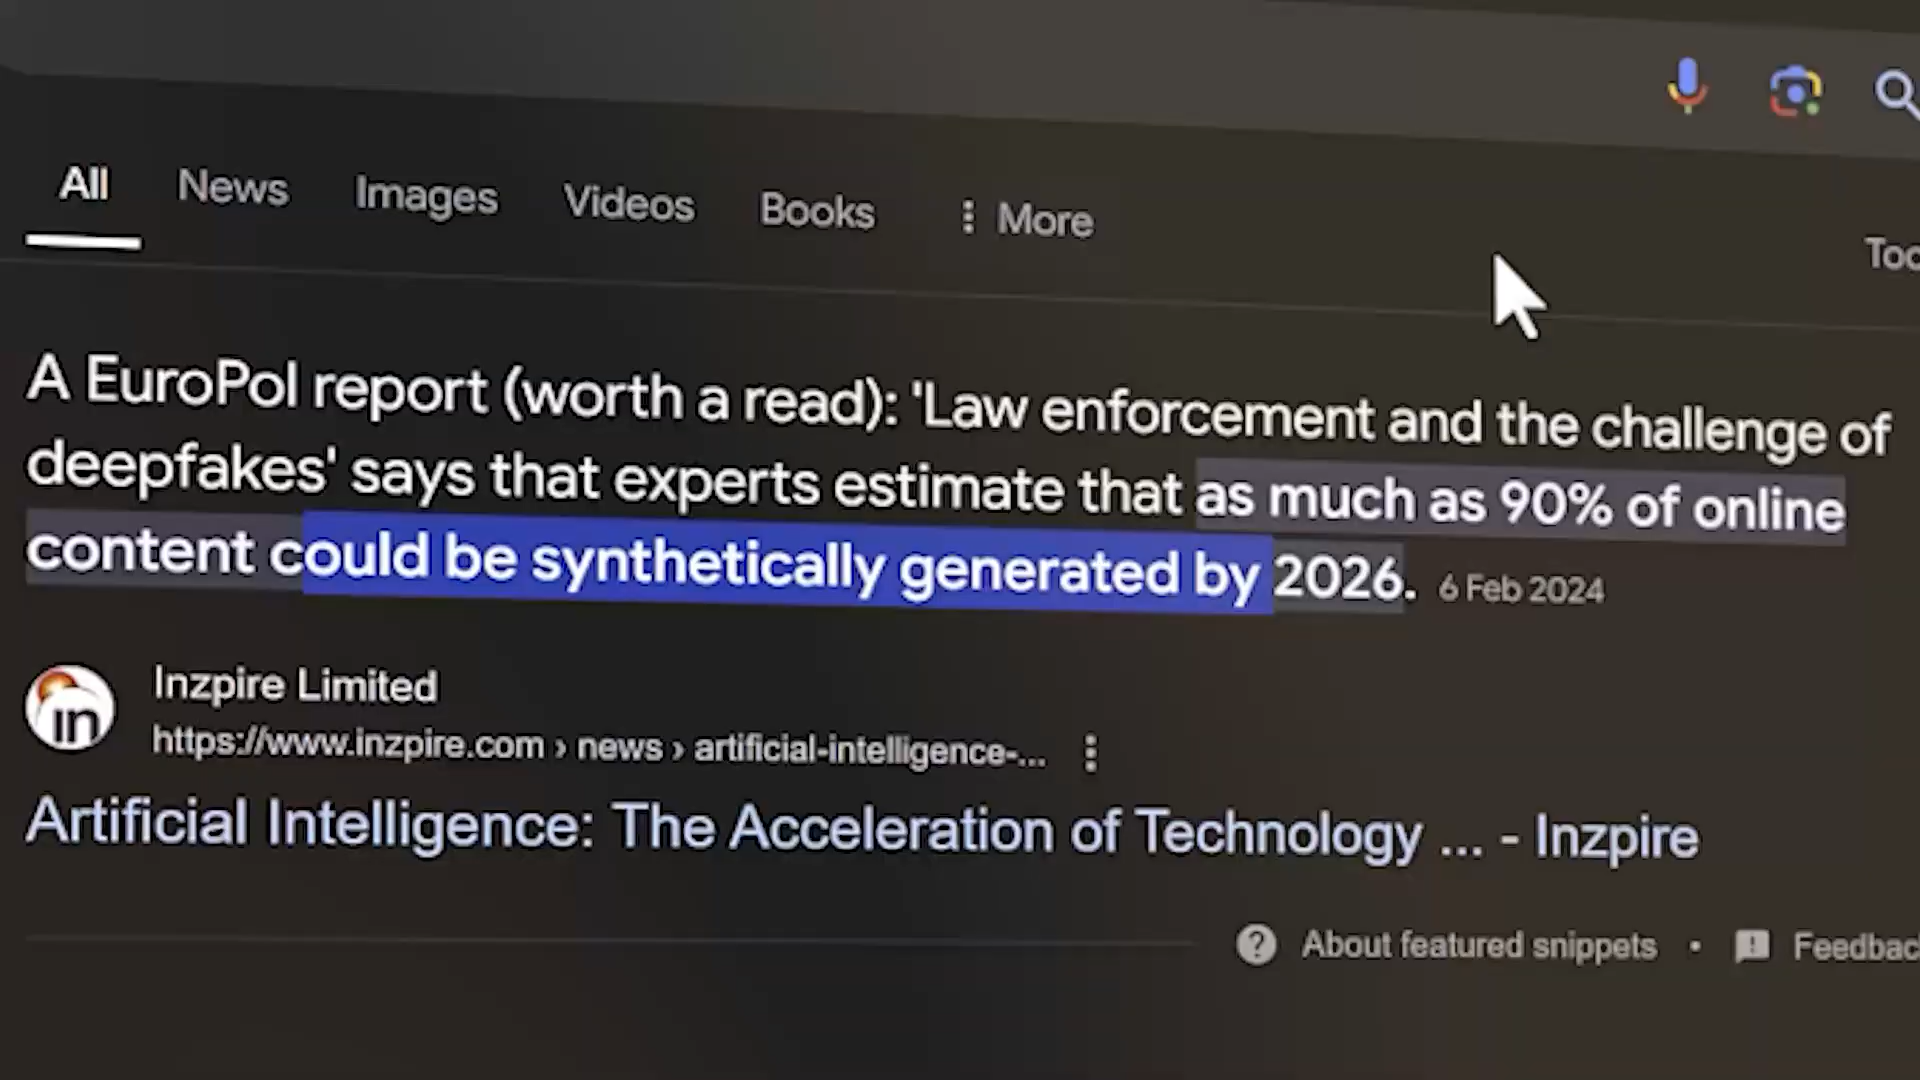 All News Images Videos Books More
A EuroPol report (worth a read): 'Law enforcement and the challenge of
deepfakes' says that experts estimate that as much as 90% of online
content could be synthetically generated by 2026. 6 Feb 2024
in
Inzpire Limited
https://www.inzpire.com › news › artificial-intelligence-...
Artificial Intelligence: The Acceleration of Technology ... - Inzpire
About featured snippets •